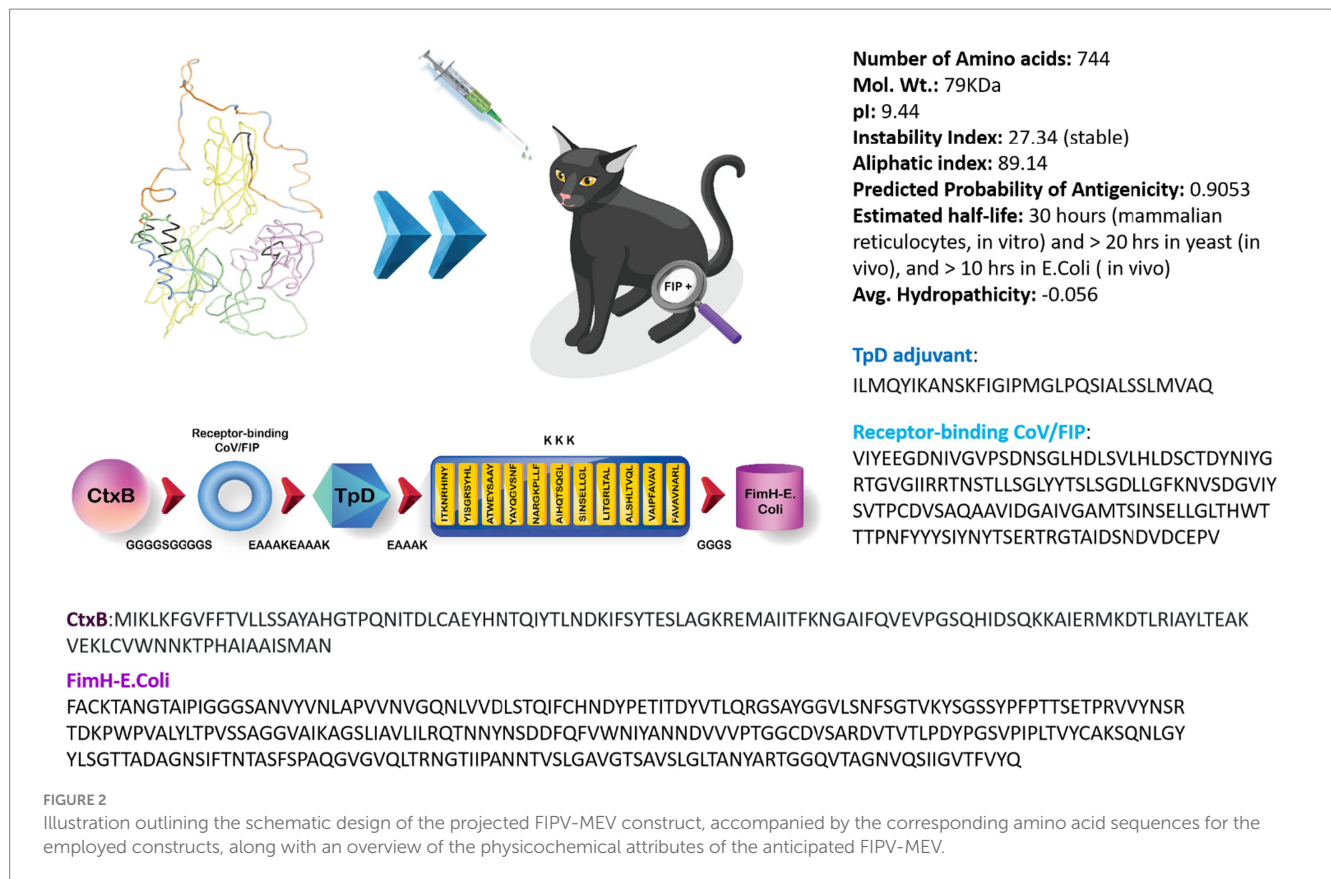 Number of Amino acids: 744
Mol. Wt.: 79KDa
pI: 9.44
Instability Index: 27.34 (stable)
Aliphatic index: 89.14
Predicted Probability of Antigenicity: 0.9053
Estimated half-life: 30 hours (mammalian
reticulocytes, in vitro) and > 20 hrs in yeast (in
vivo), and > 10 hrs in E.Coli ( in vivo)
Avg. Hydropathicity: -0.056
FIP +
TpD adjuvant:
ILMQYIKANSKFIGIPMGLPQSIALSSLMVAQ
Receptor-binding CoV/FIP:
VIYEEGDNIVGVPSDNSGLHDLSVLHLDSCTDYNIYG
RTGVGIIRRTNSTLLSGLYYTSLSGDLLGFKNVSDGVIY
SVTPCDVSAQAAVIDGAIVGAMTSINSELLGLTHWT
TTPNFYYYSIYNYTSERTRGTAIDSNDVDCEPV
Receptor-binding
CoV/FIP
K K K
CtxB
TpD
ITKNRHINY
YISGRSYHL
ATWEYSAAY
YAYQGVSNF
NARGKPLLF
AIHQTSQGL
SINSELLGL
LITGRLTAL
ALSHLTVQL
VAIPFAVAV
FAVAVNARL
FimH-E.
Coli
GGGGSGGGGS
EAAAKEAAAK
EAAAK
GGGS
CtxB:MIKLKFGVFFTVLLSSAYAHGTPQNITDLCAEYHNTQIYTLNDKIFSYTESLAGKREMAIITFKNGAIFQVEVPGSQHIDSQKKAIERMKDTLRIAYLTEAK
VEKLCVWNNKTPHAIAAISMAN
FimH-E.Coli
FACKTANGTAIPIGGGSANVYVNLAPVVNVGQNLVVDLSTQIFCHNDYPETITDYVTLQRGSAYGGVLSNFSGTVKYSGSSYPFPTTSETPRVVYNSR
TDKPWPVALYLTPVSSAGGVAIKAGSLIAVLILRQTNNYNSDDFQFVWNIYANNDVVVPTGGCDVSARDVTVTLPDYPGSVPIPLTVYCAKSQNLGY
YLSGTTADAGNSIFTNTASFSPAQGVGVQLTRNGTIIPANNTVSLGAVGTSAVSLGLTANYARTGGQVTAGNVQSIIGVTFVYQ
FIGURE 2
Illustration outlining the schematic design of the projected FIPV-MEV construct, accompanied by the corresponding amino acid sequences for the
employed constructs, along with an overview of the physicochemical attributes of the anticipated FIPV-MEV.